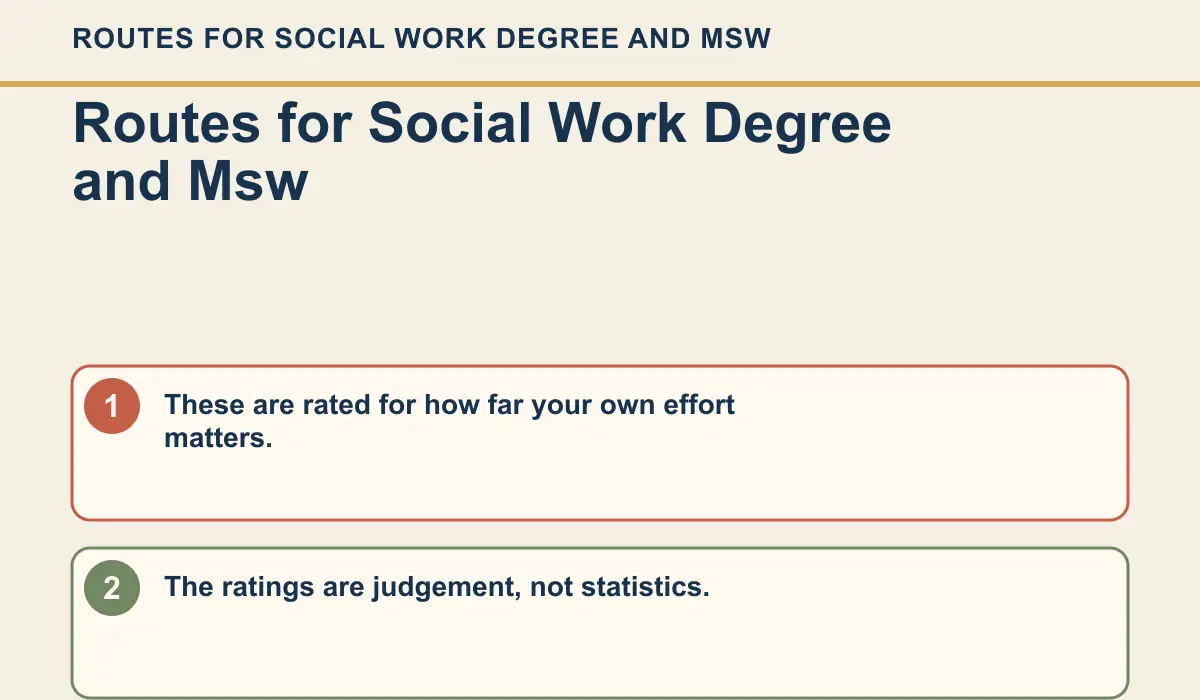 ROUTES FOR SOCIAL WORK DEGREE AND MSW
Routes for Social Work Degree
and Msw
1
These are rated for how far your own effort
matters.
2
The ratings are judgement, not statistics.